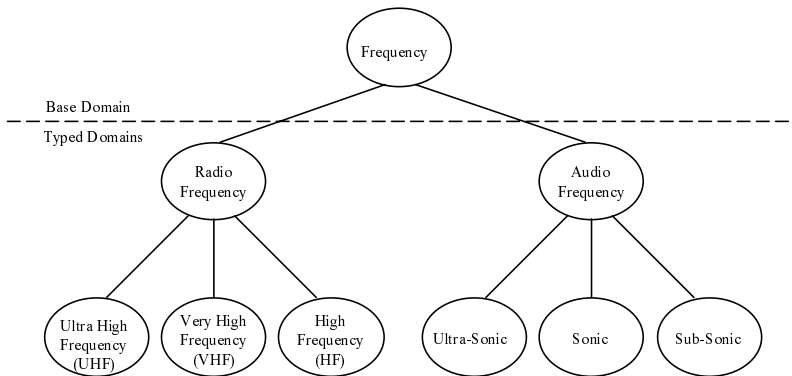 Frequency
Base Domain
Typed Domains
Radio
Frequency
Audio
Frequency
Ultra High
Frequency
(UHF)
Very High
Frequency
(VHF)
High
Frequency
(HF)
Ultra-Sonic
Sonic
Sub-Sonic